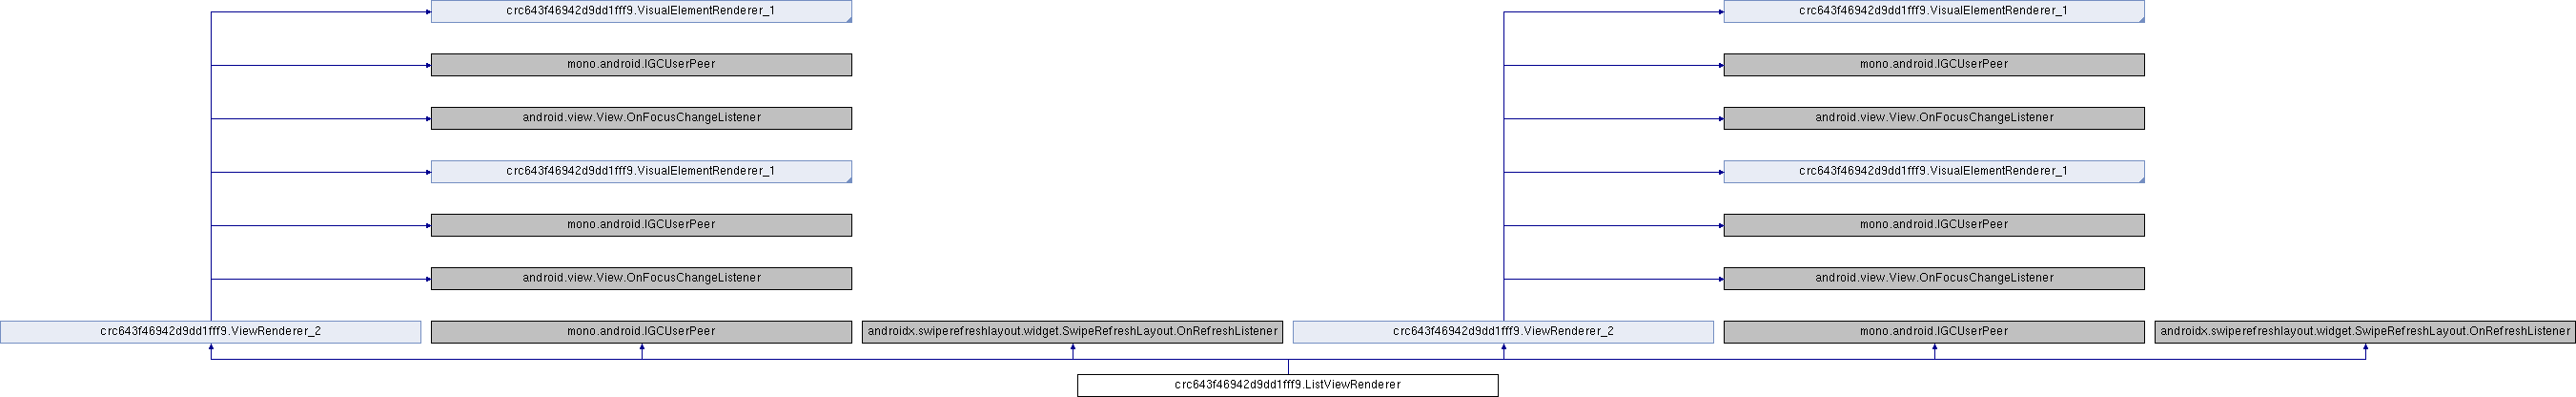 crc643f46942d9dd1fff9.VisualElementRenderer_1
crc643f46942d9dd1fff9.VisualElementRenderer_1
mono.android.IGCUserPeer
mono.android.IGCUserPeer
android.view.View.OnFocusChangeListener
android.view.View.OnFocusChangeListener
crc643f46942d9dd1fff9.VisualElementRenderer_1
crc643f46942d9dd1fff9.VisualElementRenderer_1
mono.android.IGCUserPeer
mono.android.IGCUserPeer
android.view.View.OnFocusChangeListener
android.view.View.OnFocusChangeListener
crc643f46942d9dd1fff9.ViewRenderer_2
mono.android.IGCUserPeer
androidx.swiperefreshlayout.widget.SwipeRefreshLayout.OnRefreshListener
crc643f46942d9dd1fff9.ViewRenderer_2
mono.android.IGCUserPeer
androidx.swiperefreshlayout.widget.SwipeRefreshLayout.OnRefreshListener
crc643f46942d9dd1fff9.ListViewRenderer